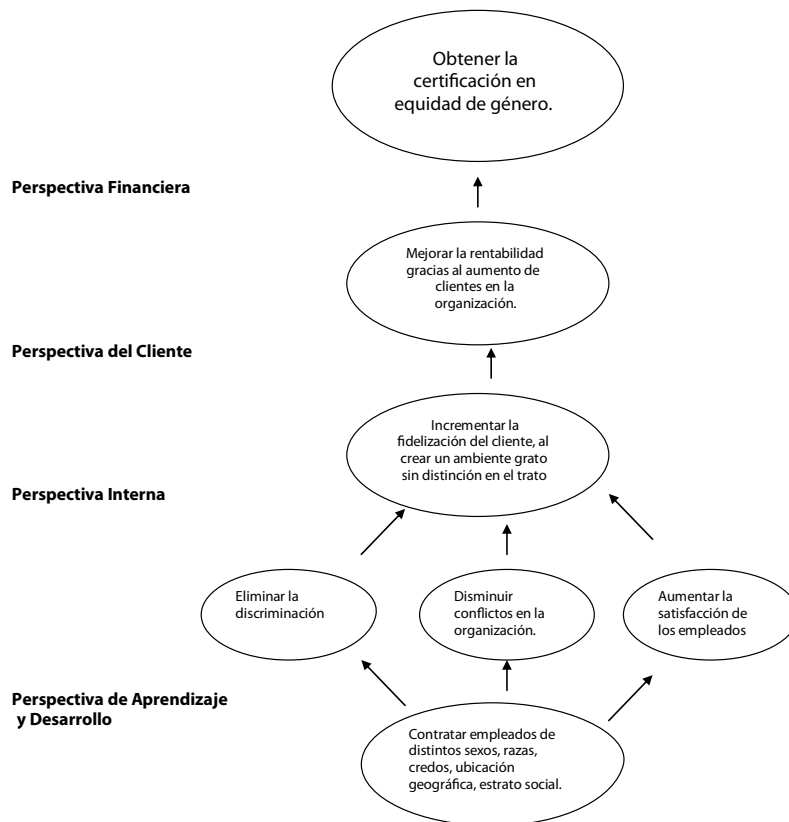 Obtener la
certificación en
equidad de género.
Perspectiva Financiera
Mejorar la rentabilidad
gracias al aumento de
clientes en la
organización.
Perspectiva del Cliente
Incrementar la
fidelización del cliente, al
crear un ambiente grato
sin distinción en el trato
Perspectiva Interna
Eliminar la
discriminación
Disminuir
conflictos en la
organización.
Aumentar la
satisfacción de
los empleados
Perspectiva de Aprendizaje
y Desarrollo
Contratar empleados de
distintos sexos, razas,
credos, ubicación
geográfica, estrato social.